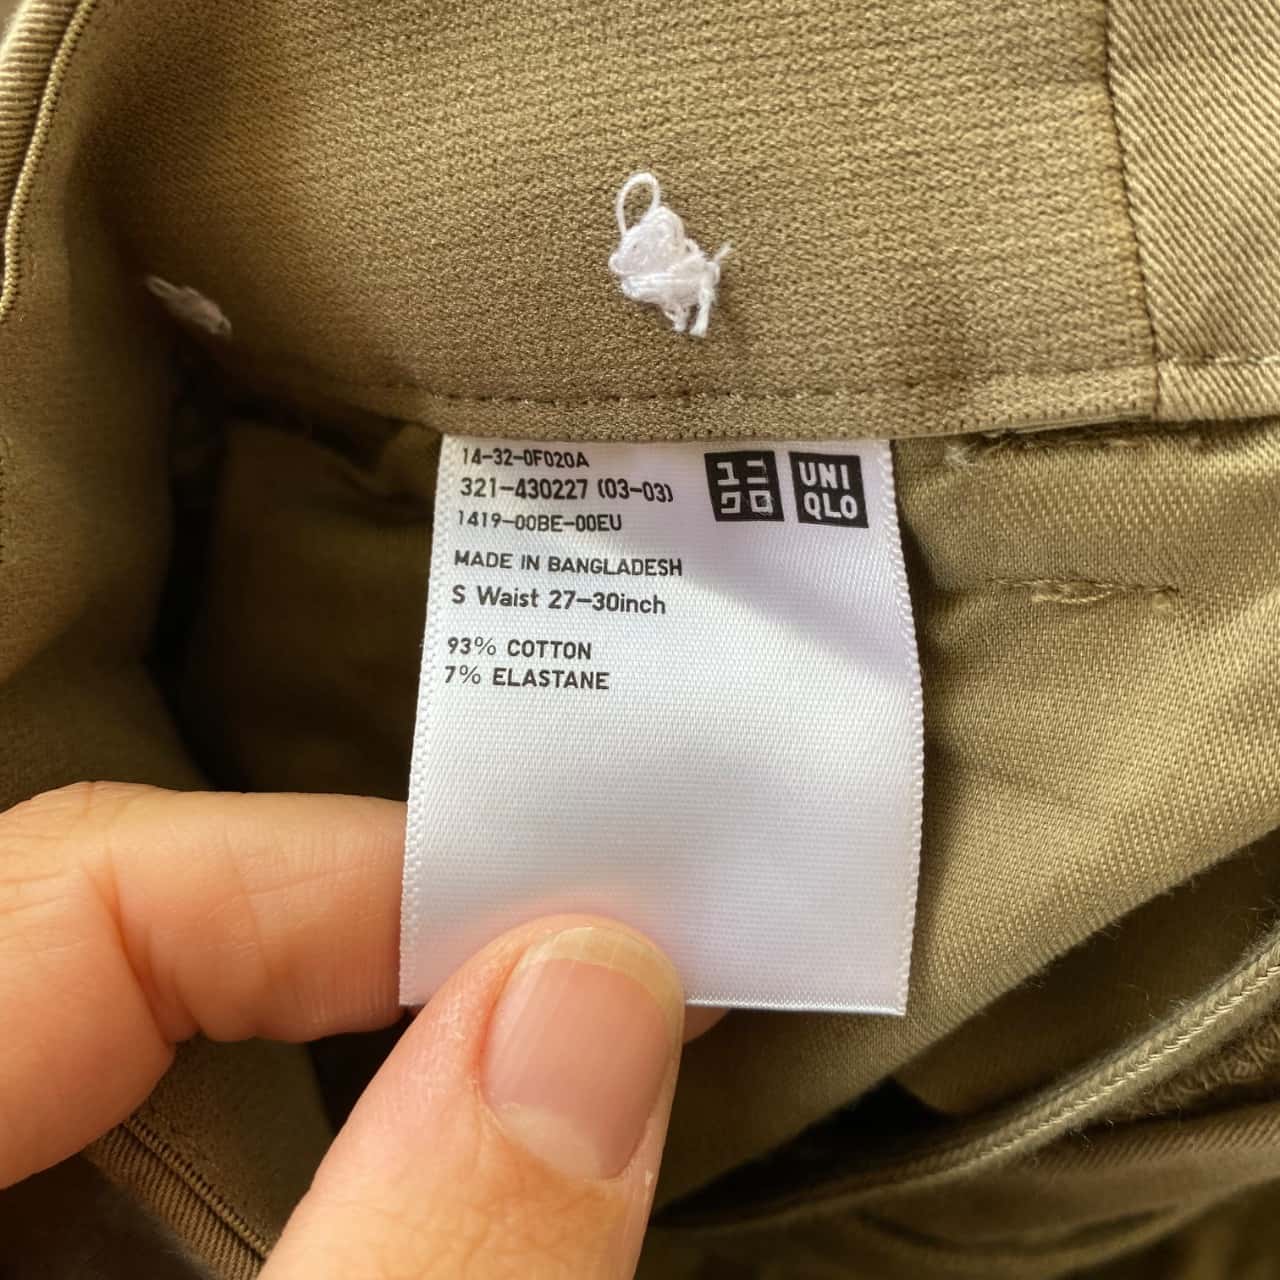 14-32-0F020A
321-430227 (03-03)
1419-00BE-00EU
ユニ
クロ
UNI
QLO
MADE IN BANGLADESH
S Waist 27-30inch
93% COTTON
7% ELASTANE